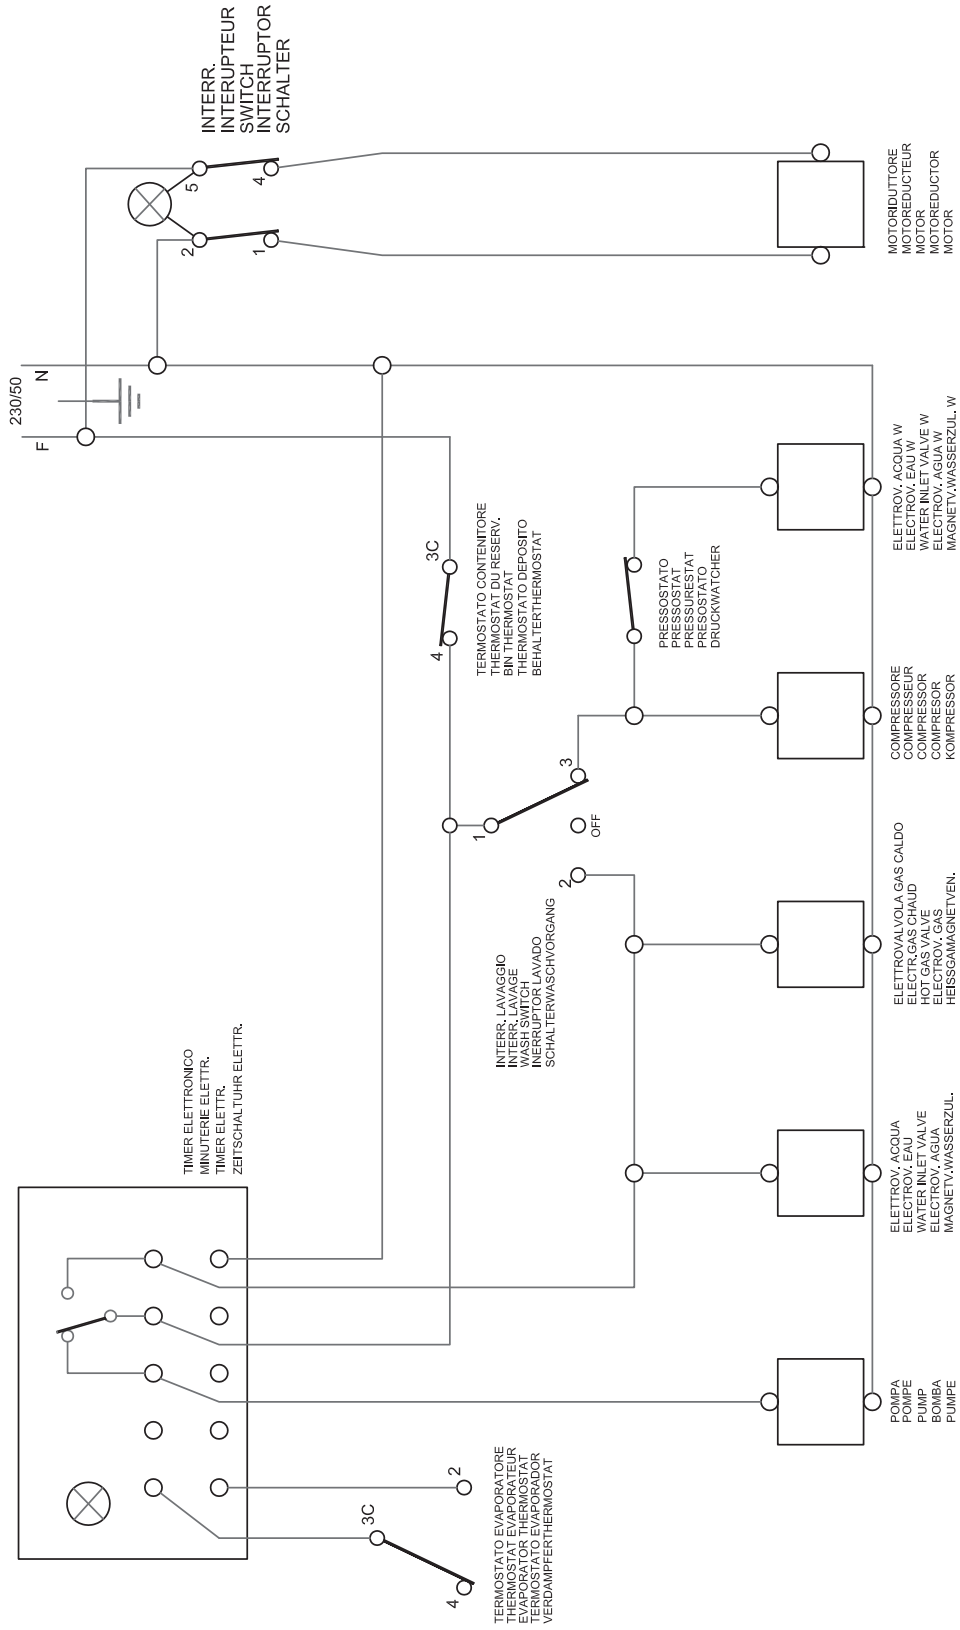 230/50
F
N
INTERR.
INTERUPTEUR
SWITCH
INTERRUPTOR
SCHALTER
5
2
4
1
MOTORIDUTTORE
MOTOREDUCTEUR
MOTOR
MOTOREDUCTOR
MOTOR
3C
4
TERMOSTATO CONTENITORE
THERMOSTAT DU RESERV.
BIN THERMOSTAT
THERMOSTATO DEPOSITO
BEHALTERTHERMOSTAT
PRESSOSTATO
PRESSOSTAT
PRESSURESTAT
PRESOSTATO
DRUCKWATCHER
ELETTROV. ACQUA W
ELECTROV. EAU W
WATER INLET VALVE W
ELECTROV. AGUA W
MAGNETV.WASSERZUL. W
1
3
OFF
2
COMPRESSORE
COMPRESSEUR
COMPRESSOR
COMPRESOR
KOMPRESSOR
INTERR. LAVAGGIO
INTERR. LAVAGE
WASH SWITCH
INERRUPTOR LAVADO
SCHALTERWASCHVORGANG
ELETTROVALVOLA GAS CALDO
ELECTR.GAS CHAUD
HOT GAS VALVE
ELECTROV. GAS
HEISSGAMAGNETVEN.
TIMER ELETTRONICO
MINUTERIE ELETTR.
TIMER ELETTR.
ZEITSCHALTUHR ELETTR.
ELETTROV. ACQUA
ELECTROV. EAU
WATER INLET VALVE
ELECTROV. AGUA
MAGNETV.WASSERZUL.
POMPA
POMPE
PUMP
BOMBA
PUMPE
3C
2
4
TERMOSTATO EVAPORATORE
THERMOSTAT EVAPORATEUR
EVAPORATOR THERMOSTAT
TERMOSTATO EVAPORADOR
VERDAMPFERTHERMOSTAT